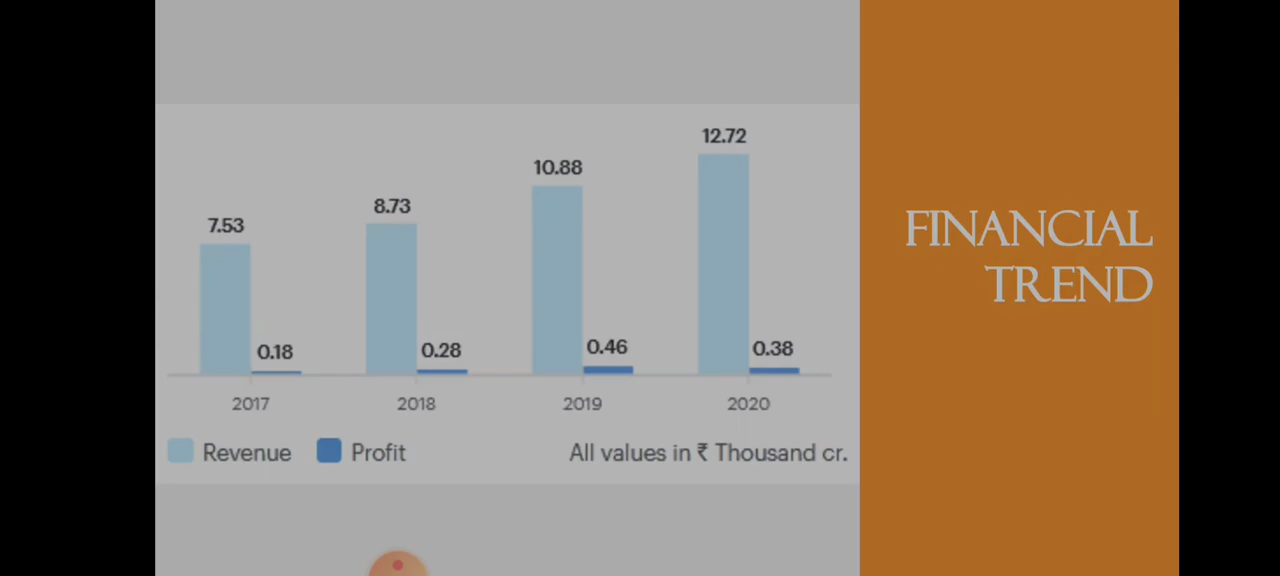 12.72
10.88
8.73
7.53
0.18
0.28
0.46
0.38
2017
2018
2019
2020
Revenue
Profit
All values in ₹ Thousand cr.
FINANCIAL
TREND